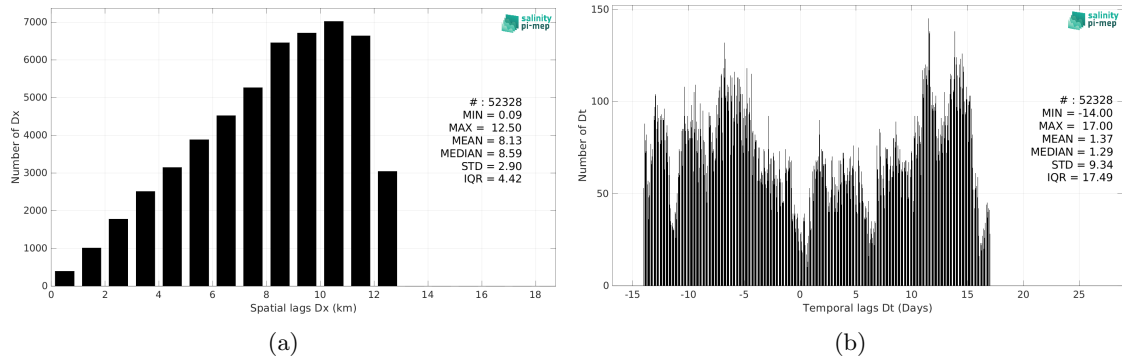 7000
6000
5000
4000
3000
2000
1000
0
Number of Dx
salinity
pi-mep
# : 52328
MIN = 0.09
MAX = 12.50
MEAN = 8.13
MEDIAN = 8.59
STD = 2.90
IQR = 4.42
0 2 4 6 8 10 12 14 16 18
Spatial lags Dx (km)
(a)
150
100
50
0
Number of Dt
salinity
pi-mep
# : 52328
MIN = -14.00
MAX = 17.00
MEAN = 1.37
MEDIAN = 1.29
STD = 9.34
IQR = 17.49
-15 -10 -5 0 5 10 15 20 25
Temporal lags Dt (Days)
(b)